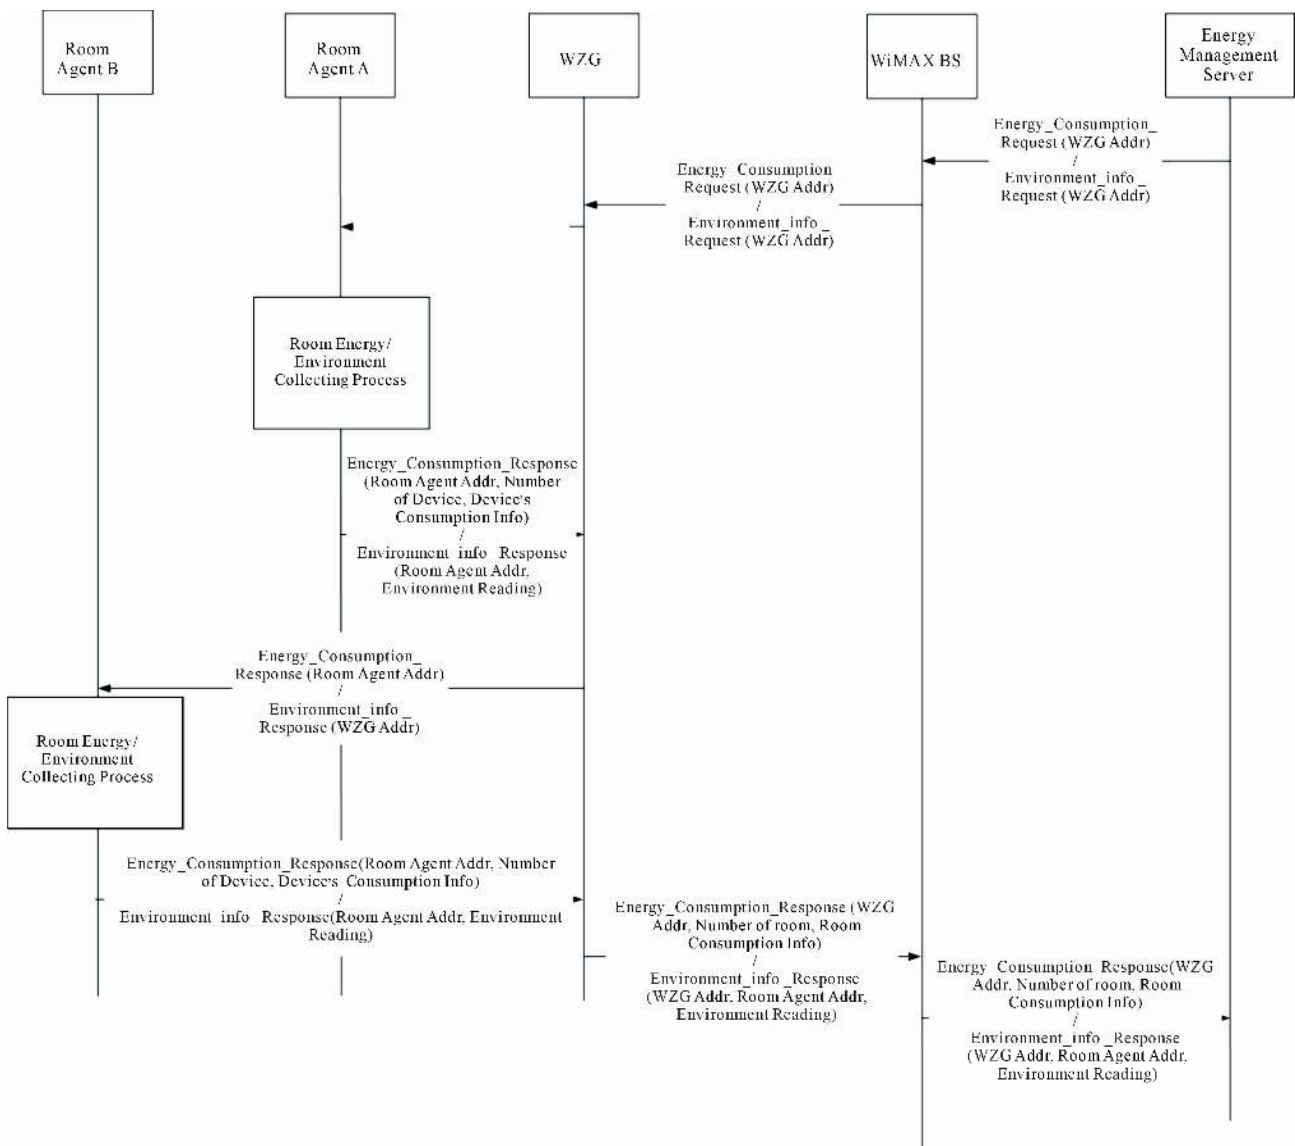 Room
Agent B
Room
Agent A
WZG
WiMAX BS
Energy
Management
Server
Energy_Consumption_
Request (WZG Addr)
/
Environment_info_
Request (WZG Addr)
Energy_Consumption
Request (WZG Addr)
/
Environment_info_
Request (WZG Addr)
Room Energy/
Environment
Collecting Process
Energy_Consumption_Response
(Room Agent Addr, Number
of Device, Device's
Consumption Info)
/
Environment_info_Response
(Room Agent Addr,
Environment Reading)
Energy_Consumption_
Response (Room Agent Addr)
/
Environment_info_
Response (WZG Addr)
Room Energy/
Environment
Collecting Process
Energy_Consumption_Response(Room Agent Addr, Number
of Device, Device's Consumption Info)
/
Environment_info_Response(Room Agent Addr, Environment
Reading)
Energy_Consumption_Response (WZG
Addr, Number of room, Room
Consumption Info)
/
Environment_info_Response
(WZG Addr, Room Agent Addr,
Environment Reading)
Energy_Consumption_Response(WZG
Addr, Number of room, Room
Consumption Info)
/
Environment_info_Response
(WZG Addr, Room Agent Addr,
Environment Reading)